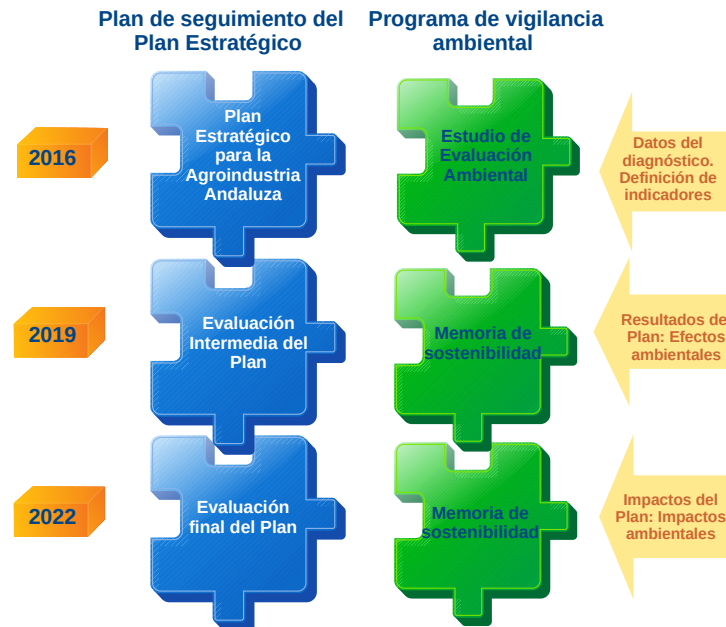 Plan de seguimiento del
Plan Estratégico
Programa de vigilancia
ambiental
2016
Plan
Estratégico
para la
Agroindustria
Andaluza
Estudio de
Evaluación
Ambiental
Datos del
diagnóstico.
Definición de
indicadores
2019
Evaluación
Intermedia del
Plan
Memoria de
sostenibilidad
Resultados de
Plan: Efectos
ambientales
2022
Evaluación
final del Plan
Memoria de
sostenibilidad
Impactos del
Plan: Impactos
ambientales